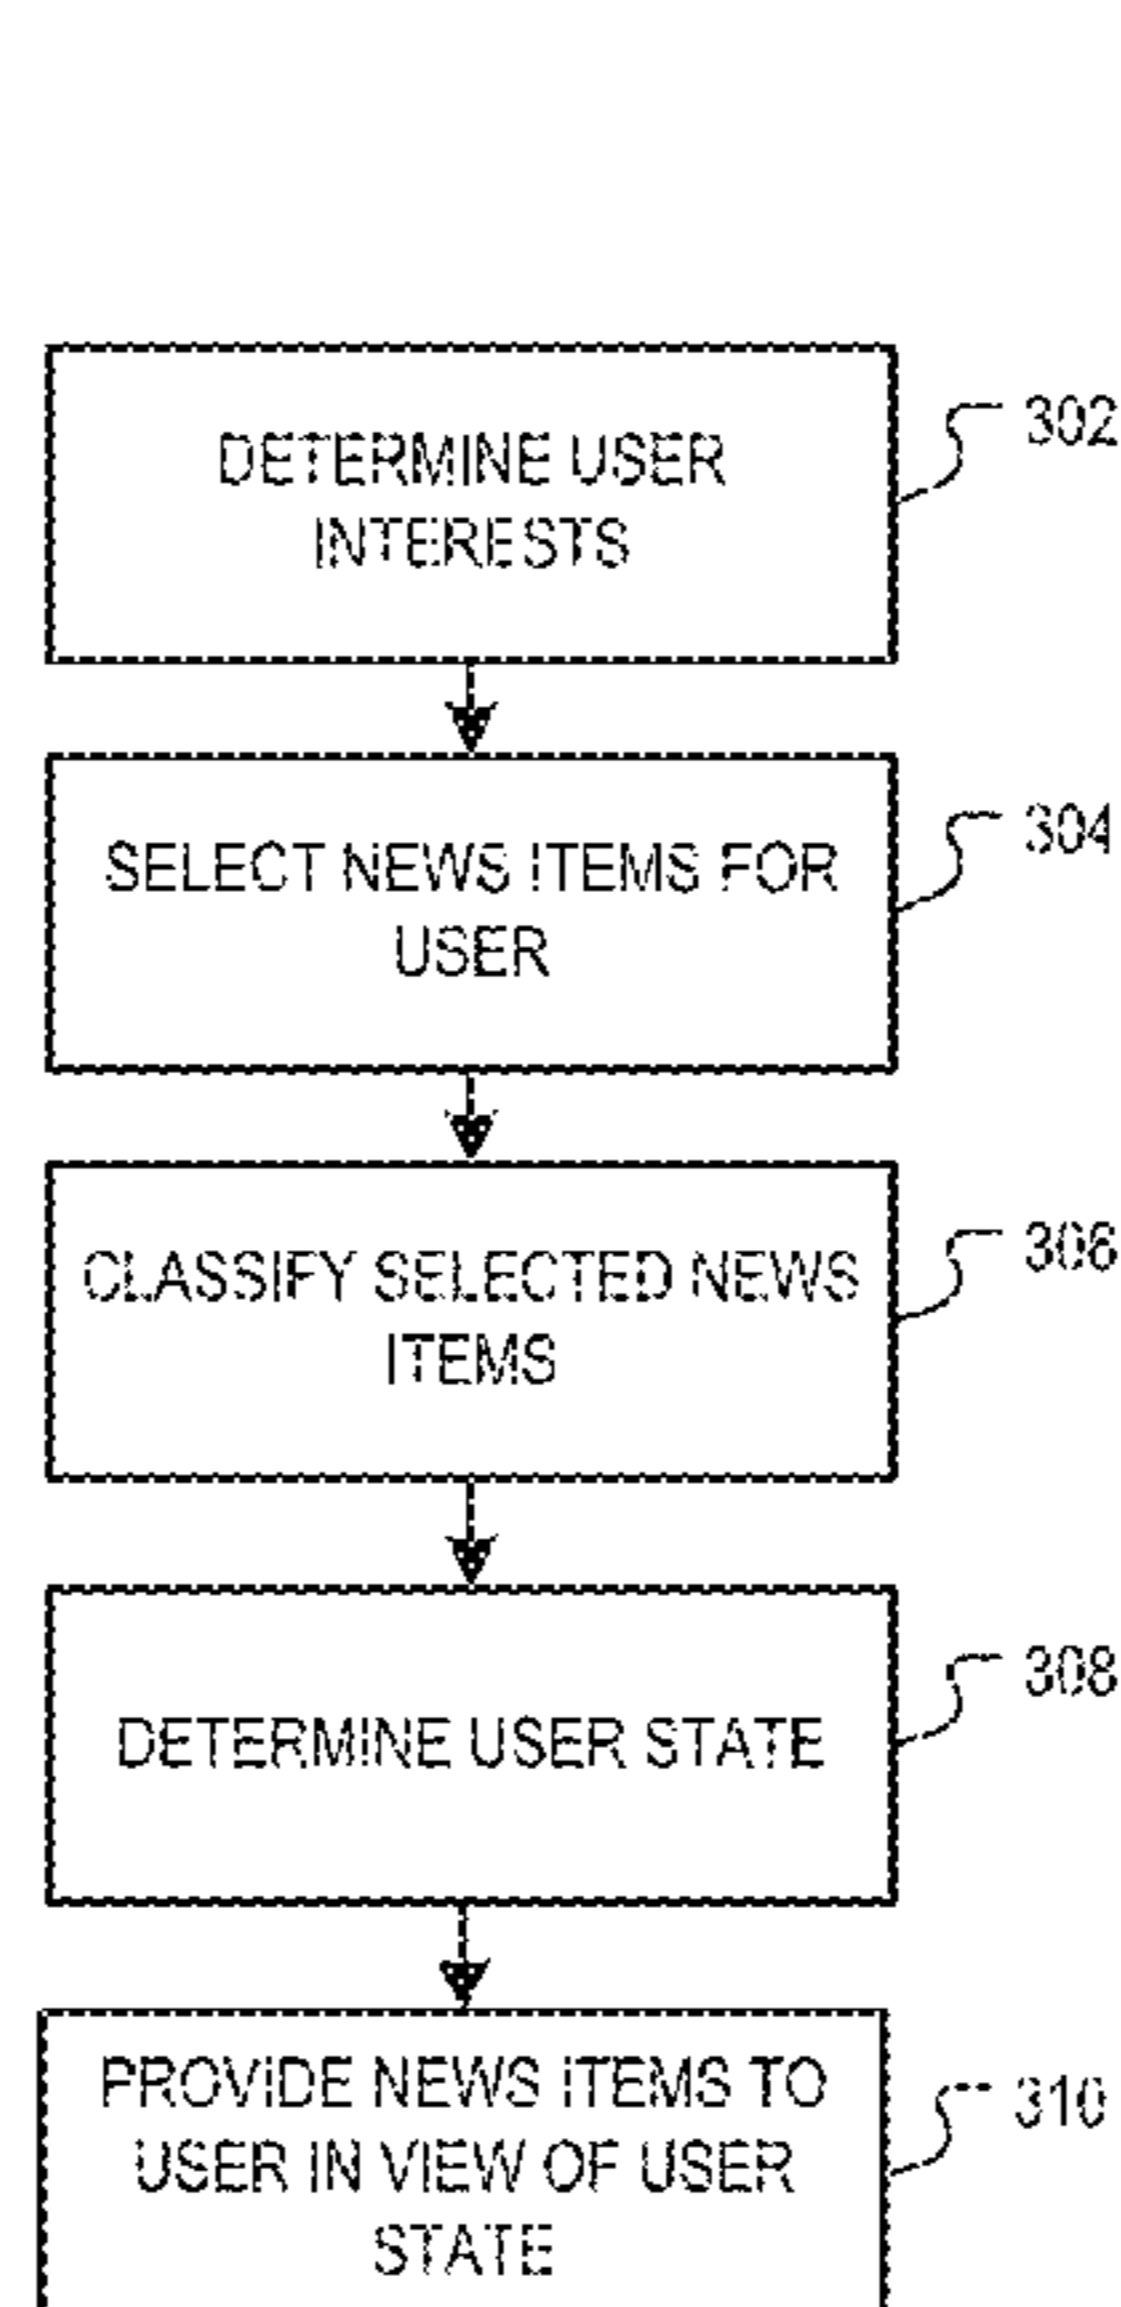 DETERMINE USER
INTERESTS
302
SELECT NEWS ITEMS FOR
USER
304
CLASSIFY SELECTED NEWS
ITEMS
306
DETERMINE USER STATE
308
PROVIDE NEWS ITEMS TO
USER IN VIEW OF USER
STATE
310